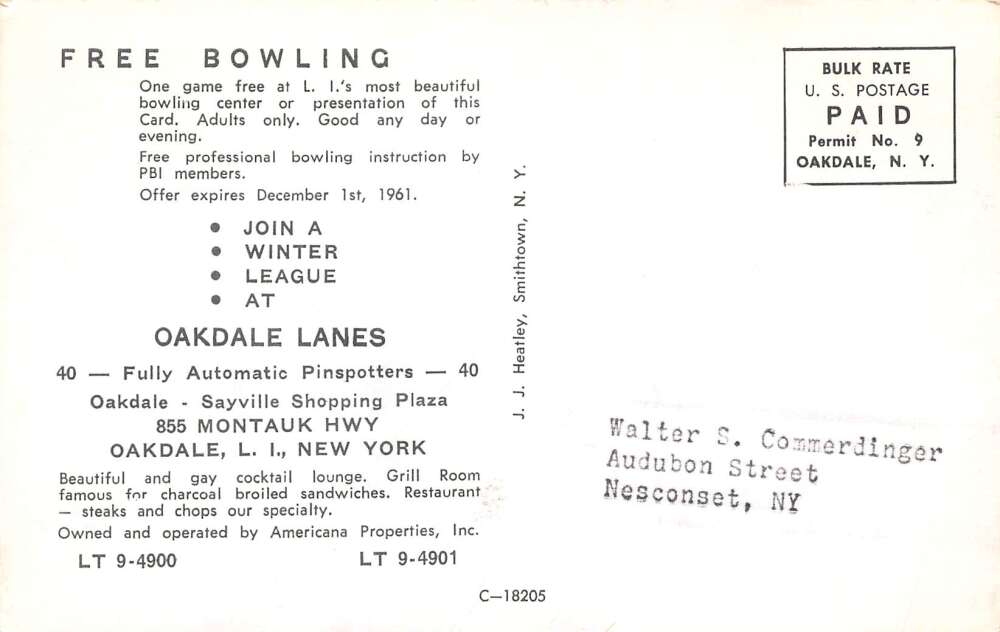 FREE BOWLING
One game free at L. I.'s most beautiful
bowling center or presentation of this
Card. Adults only. Good any day or
evening.
Free professional bowling instruction by
PBI members.
Offer expires December 1st, 1961.
• JOIN A
• WINTER
• LEAGUE
• AT
OAKDALE LANES
40 — Fully Automatic Pinspotters — 40
Oakdale - Sayville Shopping Plaza
855 MONTAUK HWY
OAKDALE, L. I., NEW YORK
Beautiful and gay cocktail lounge. Grill Room
famous for charcoal broiled sandwiches. Restaurant
— steaks and chops our specialty.
Owned and operated by Americana Properties, Inc.
LT 9-4900 LT 9-4901
J. J. Heatley, Smithtown, N. Y.
C—18205
BULK RATE
U. S. POSTAGE
PAID
Permit No. 9
OAKDALE, N. Y.
Walter S. Commerdinger
Audubon Street
Nesconset, NY